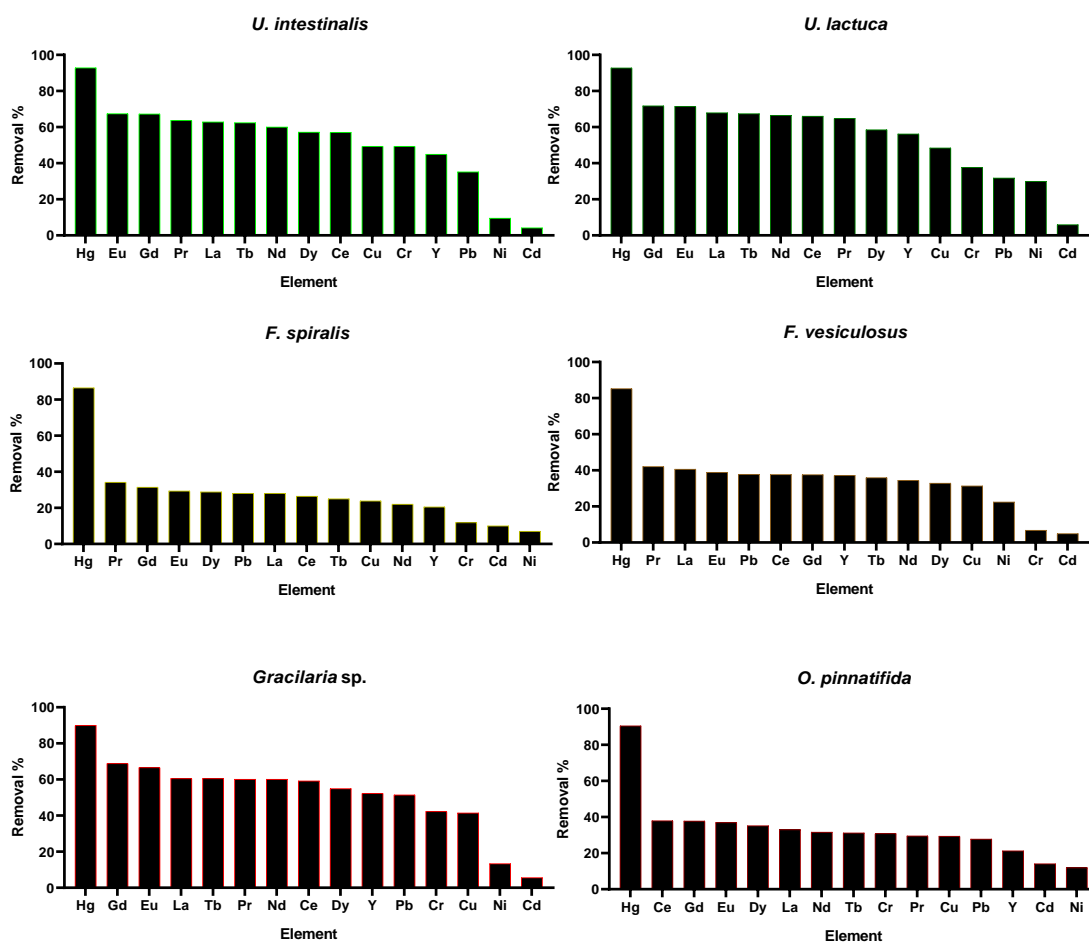 U. intestinalis
Removal %
100
80
60
40
20
0
Hg Eu Gd Pr La Tb Nd Dy Ce Cu Cr Y Pb Ni Cd
Element
U. lactuca
Removal %
100
80
60
40
20
0
Hg Gd Eu La Tb Nd Ce Pr Dy Y Cu Cr Pb Ni Cd
Element
F. spiralis
Removal %
100
80
60
40
20
0
Hg Pr Gd Eu Dy Pb La Ce Tb Cu Nd Y Cr Cd Ni
Element
F. vesiculosus
Removal %
100
80
60
40
20
0
Hg Pr La Eu Pb Ce Gd Y Tb Nd Dy Cu Ni Cr Cd
Element
Gracilaria sp.
Removal %
100
80
60
40
20
0
Hg Gd Eu La Tb Pr Nd Ce Dy Y Pb Cr Cu Ni Cd
Element
O. pinnatifida
Removal %
100
80
60
40
20
0
Hg Ce Gd Eu Dy La Nd Tb Cr Pr Cu Pb Y Cd Ni
Element